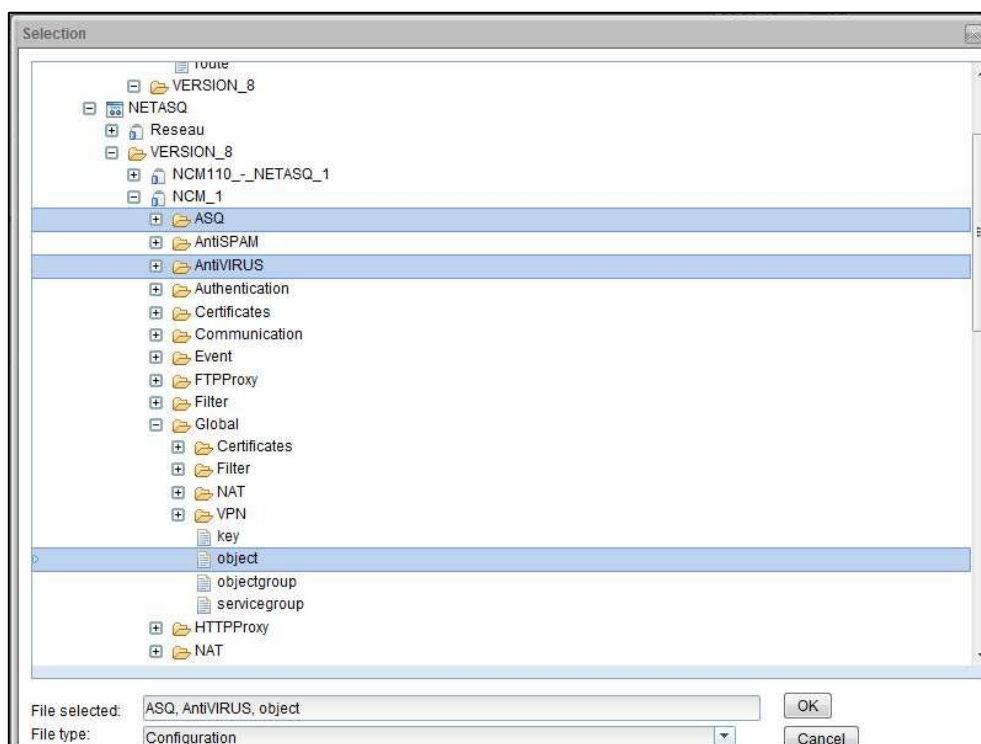 Selection
route
VERSION_8
NETASQ
Reseau
VERSION_8
NCM110_-_NETASQ_1
NCM_1
ASQ
AntiSPAM
AntiVIRUS
Authentication
Certificates
Communication
Event
FTPProxy
Filter
Global
Certificates
Filter
NAT
VPN
key
object
objectgroup
servicegroup
HTTPProxy
NAT
File selected: ASQ, AntiVIRUS, object OK
File type: Configuration Cancel